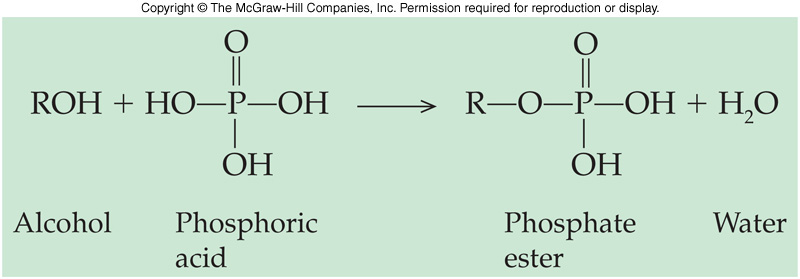 Copyright © The McGraw-Hill Companies, Inc. Permission required for reproduction or display.
O
O
ROH + HO—P—OH
R—O—P—OH + H₂O
OH
OH
Alcohol
Phosphoric
acid
Phosphate
ester
Water